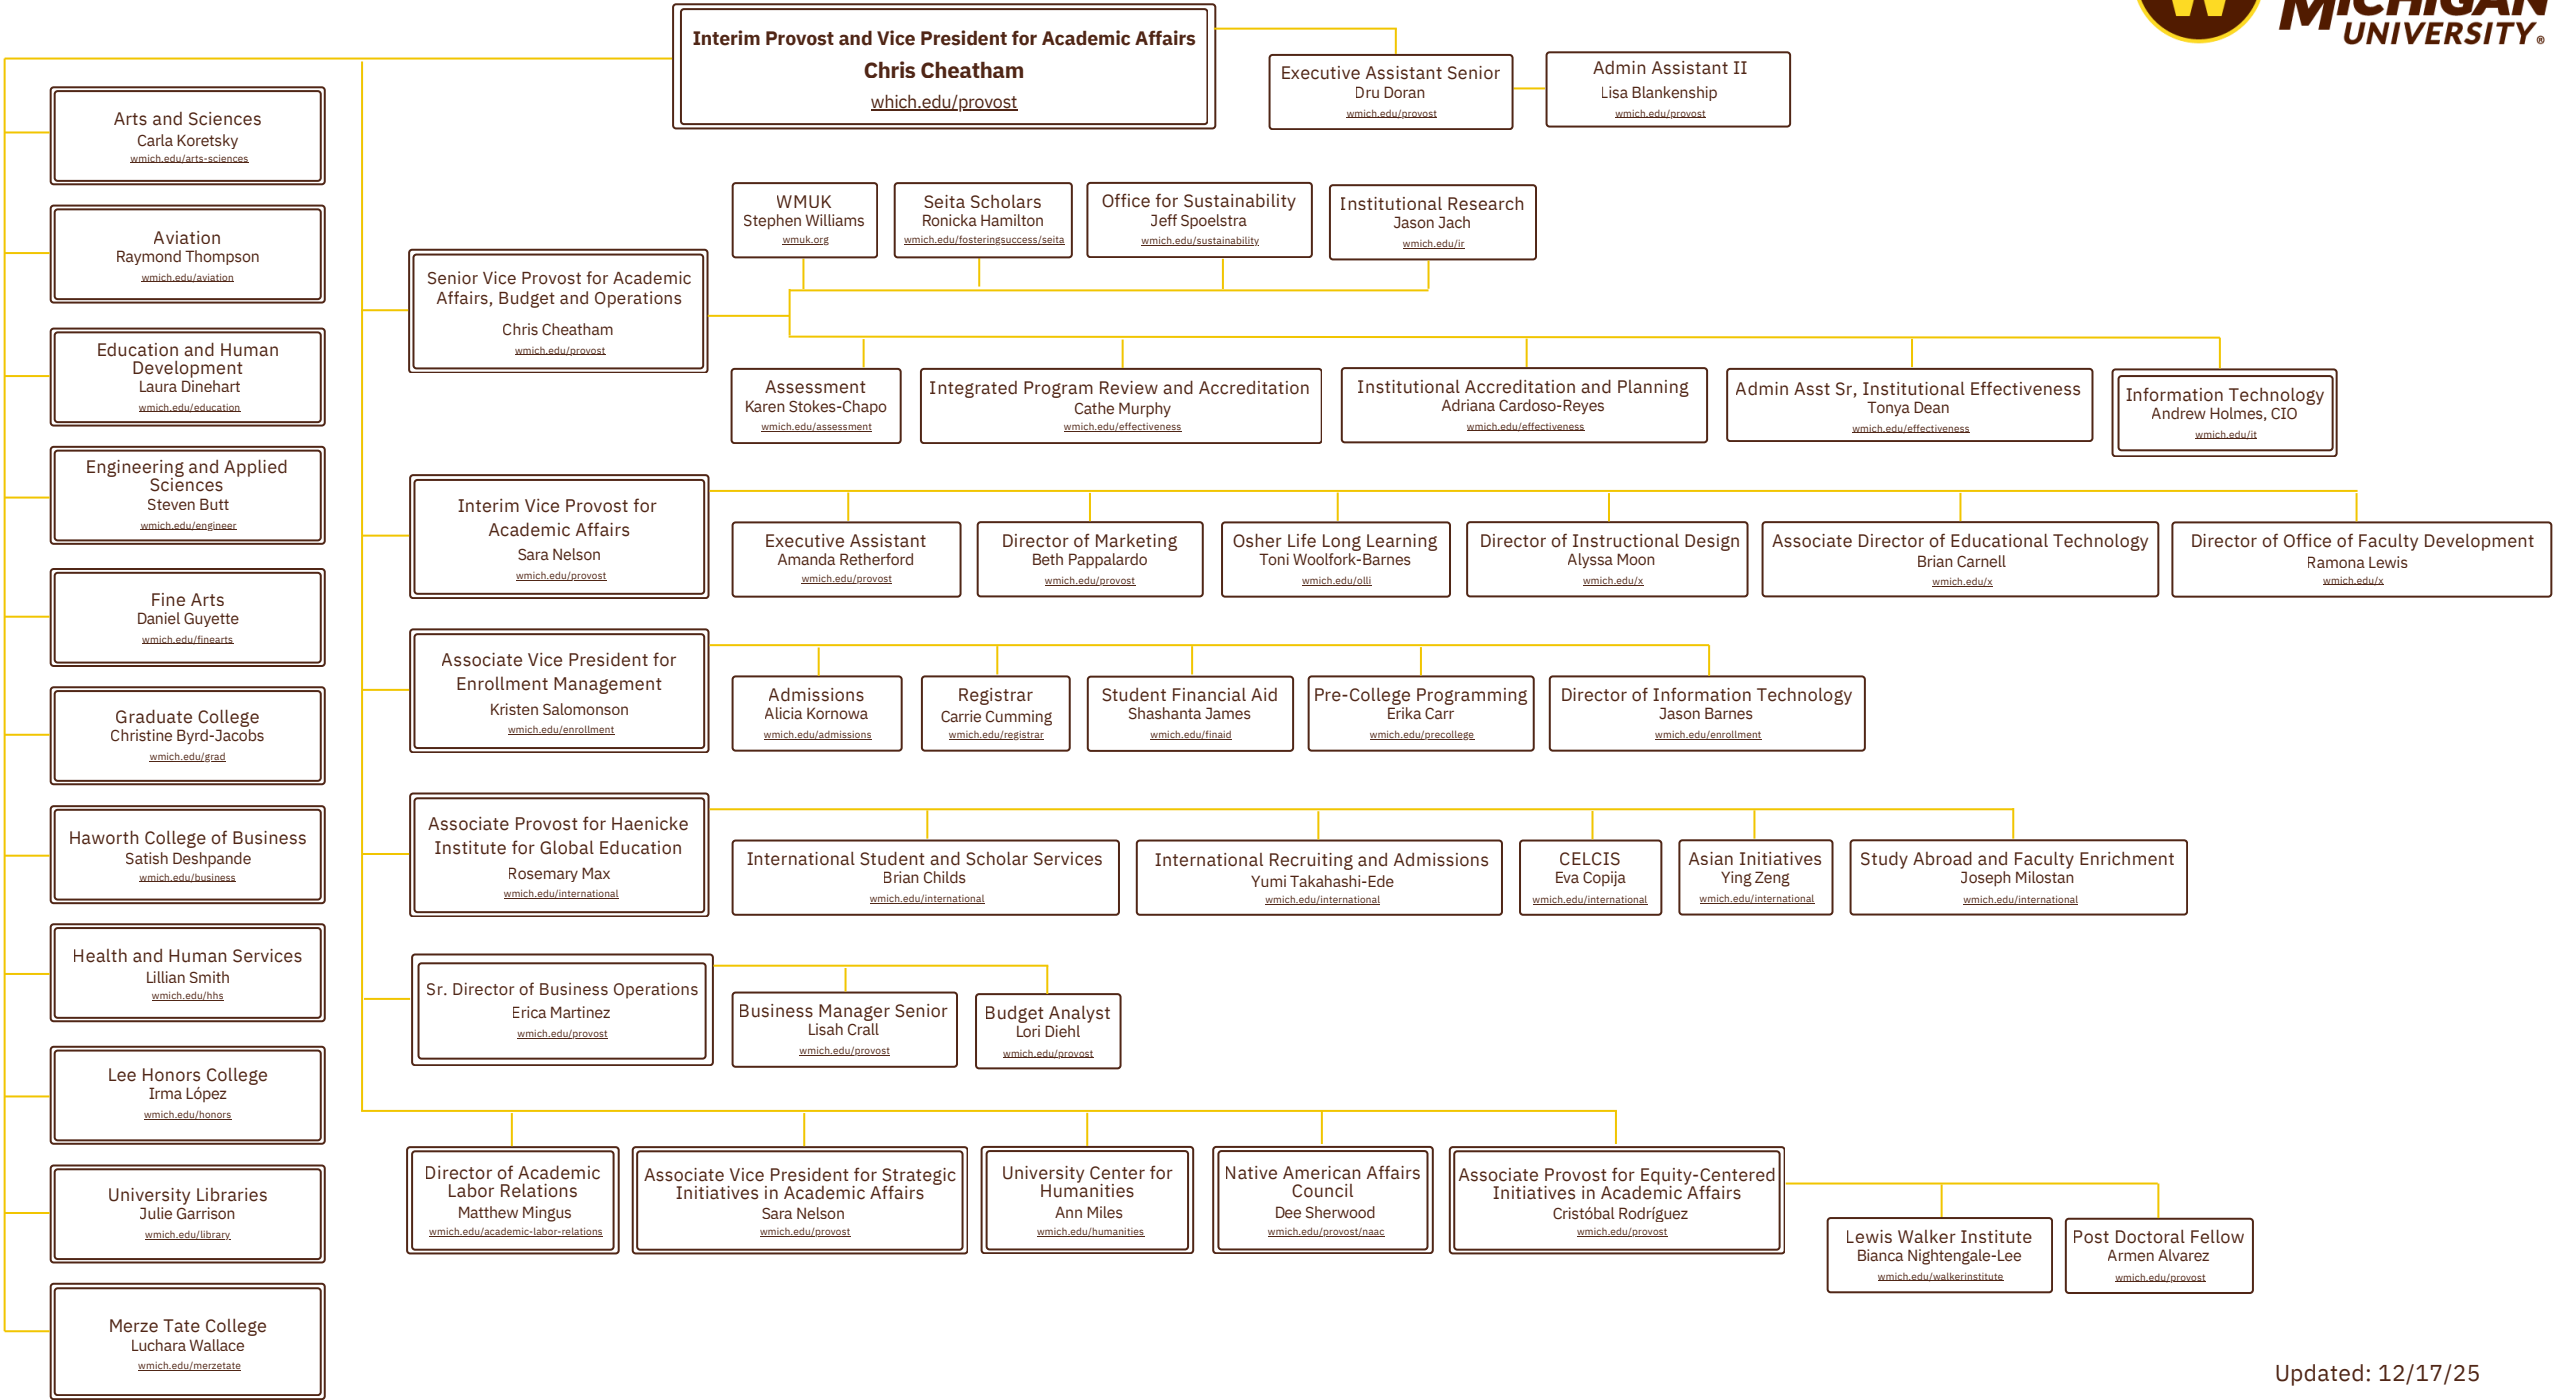 Interim Provost and Vice President for Academic Affairs
Chris Cheatham
which.edu/provost
Executive Assistant Senior
Dru Doran
wmich.edu/provost
Admin Assistant II
Lisa Blankenship
wmich.edu/provost
MICHIGAN
UNIVERSITY®
Arts and Sciences
Carla Koretsky
wmich.edu/arts-sciences
Aviation
Raymond Thompson
wmich.edu/aviation
Education and Human
Development
Laura Dinehart
wmich.edu/education
Engineering and Applied
Sciences
Steven Butt
wmich.edu/engineer
Fine Arts
Daniel Guyette
wmich.edu/finearts
Graduate College
Christine Byrd-Jacobs
wmich.edu/grad
Haworth College of Business
Satish Deshpande
wmich.edu/business
Health and Human Services
Lillian Smith
wmich.edu/hhs
Lee Honors College
Irma López
wmich.edu/honors
University Libraries
Julie Garrison
wmich.edu/library
Merze Tate College
Luchara Wallace
wmich.edu/merzetate
Senior Vice Provost for Academic
Affairs, Budget and Operations
Chris Cheatham
wmich.edu/provost
WMUK
Stephen Williams
wmuk.org
Seita Scholars
Ronicka Hamilton
wmich.edu/fosteringsuccess/seita
Office for Sustainability
Jeff Spoelstra
wmich.edu/sustainability
Institutional Research
Jason Jach
wmich.edu/ir
Assessment
Karen Stokes-Chapo
wmich.edu/assessment
Integrated Program Review and Accreditation
Cathe Murphy
wmich.edu/effectiveness
Institutional Accreditation and Planning
Adriana Cardoso-Reyes
wmich.edu/effectiveness
Admin Asst Sr, Institutional Effectiveness
Tonya Dean
wmich.edu/effectiveness
Information Technology
Andrew Holmes, CIO
wmich.edu/it
Interim Vice Provost for
Academic Affairs
Sara Nelson
wmich.edu/provost
Executive Assistant
Amanda Retherford
wmich.edu/provost
Director of Marketing
Beth Pappalardo
wmich.edu/provost
Osher Life Long Learning
Toni Woolfork-Barnes
wmich.edu/olli
Director of Instructional Design
Alyssa Moon
wmich.edu/x
Associate Director of Educational Technology
Brian Carnell
wmich.edu/x
Director of Office of Faculty Development
Ramona Lewis
wmich.edu/x
Associate Vice President for
Enrollment Management
Kristen Salomonson
wmich.edu/enrollment
Admissions
Alicia Kornowa
wmich.edu/admissions
Registrar
Carrie Cumming
wmich.edu/registrar
Student Financial Aid
Shashanta James
wmich.edu/finaid
Pre-College Programming
Erika Carr
wmich.edu/precollege
Director of Information Technology
Jason Barnes
wmich.edu/enrollment
Associate Provost for Haenicke
Institute for Global Education
Rosemary Max
wmich.edu/international
International Student and Scholar Services
Brian Childs
wmich.edu/international
International Recruiting and Admissions
Yumi Takahashi-Ede
wmich.edu/international
CELCIS
Eva Copija
wmich.edu/international
Asian Initiatives
Ying Zeng
wmich.edu/international
Study Abroad and Faculty Enrichment
Joseph Milostan
wmich.edu/international
Sr. Director of Business Operations
Erica Martinez
wmich.edu/provost
Business Manager Senior
Lisah Crall
wmich.edu/provost
Budget Analyst
Lori Diehl
wmich.edu/provost
Director of Academic
Labor Relations
Matthew Mingus
wmich.edu/academic-labor-relations
Associate Vice President for Strategic
Initiatives in Academic Affairs
Sara Nelson
wmich.edu/provost
University Center for
Humanities
Ann Miles
wmich.edu/humanities
Native American Affairs
Council
Dee Sherwood
wmich.edu/provost/naac
Associate Provost for Equity-Centered
Initiatives in Academic Affairs
Cristóbal Rodríguez
wmich.edu/provost
Lewis Walker Institute
Bianca Nightengale-Lee
wmich.edu/walkerinstitute
Post Doctoral Fellow
Armen Alvarez
wmich.edu/provost
Updated: 12/17/25